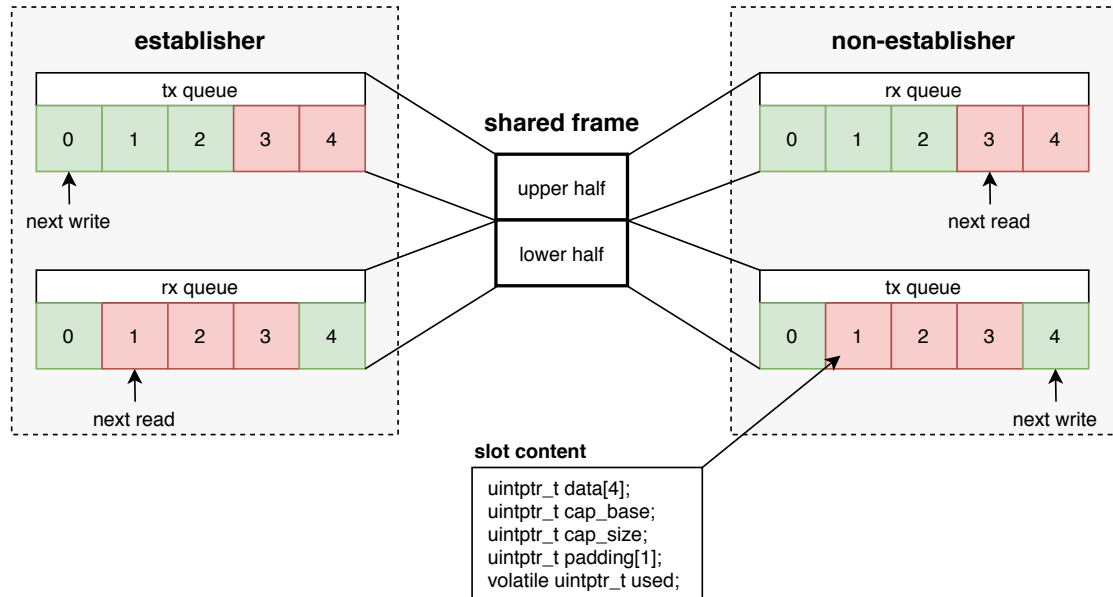 establisher
tx queue
0 1 2 3 4
next write
rx queue
0 1 2 3 4
next read
shared frame
upper half
lower half
non-establisher
rx queue
0 1 2 3 4
next read
tx queue
0 1 2 3 4
next write
slot content
uintptr_t data[4];
uintptr_t cap_base;
uintptr_t cap_size;
uintptr_t padding[1];
volatile uintptr_t used;